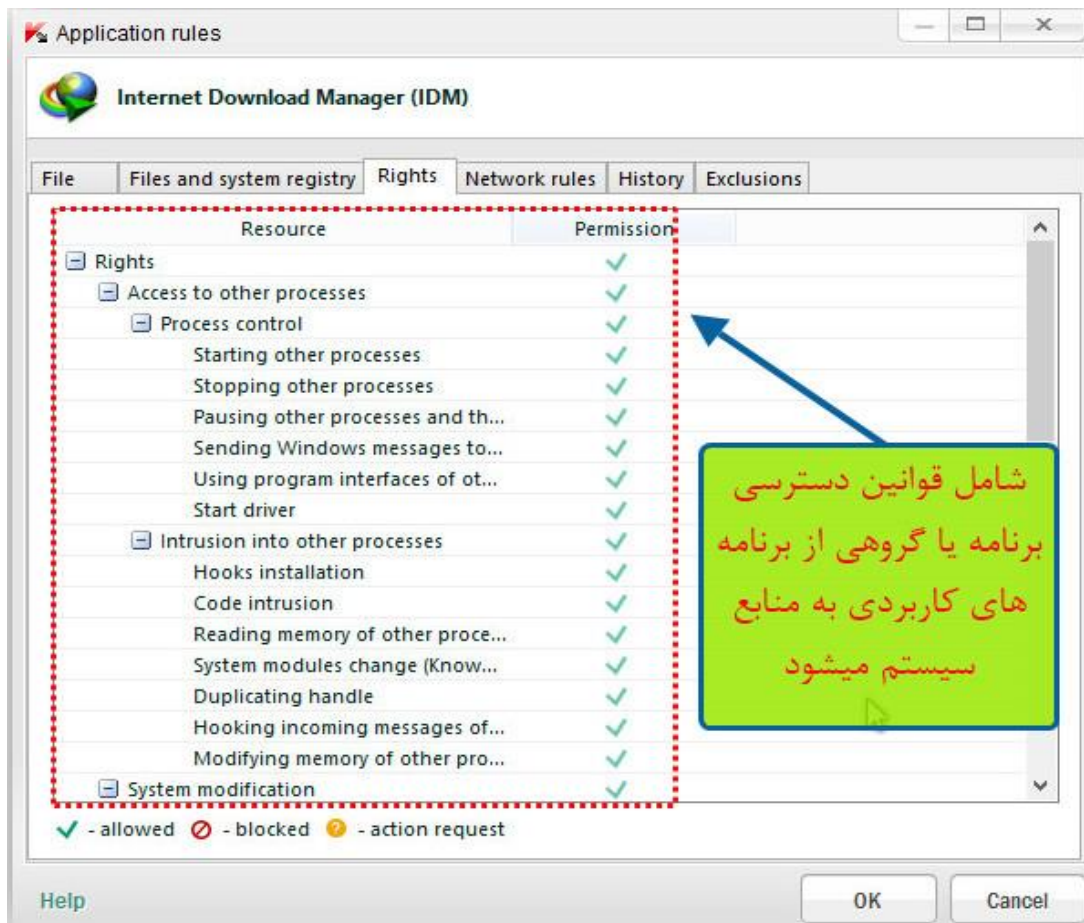 Application rules
Internet Download Manager (IDM)
File Files and system registry Rights Network rules History Exclusions
Resource Permission
Rights
Access to other processes
Process control
Starting other processes
Stopping other processes
Pausing other processes and th...
Sending Windows messages to...
Using program interfaces of ot...
Start driver
Intrusion into other processes
Hooks installation
Code intrusion
Reading memory of other proce...
System modules change (Know...
Duplicating handle
Hooking incoming messages of...
Modifying memory of other pro...
System modification
شامل قوانین دسترسی
برنامه یا گروهی از برنامه
های کاربردی به منابع
سیستم میشود
- allowed - blocked - action request
Help OK Cancel